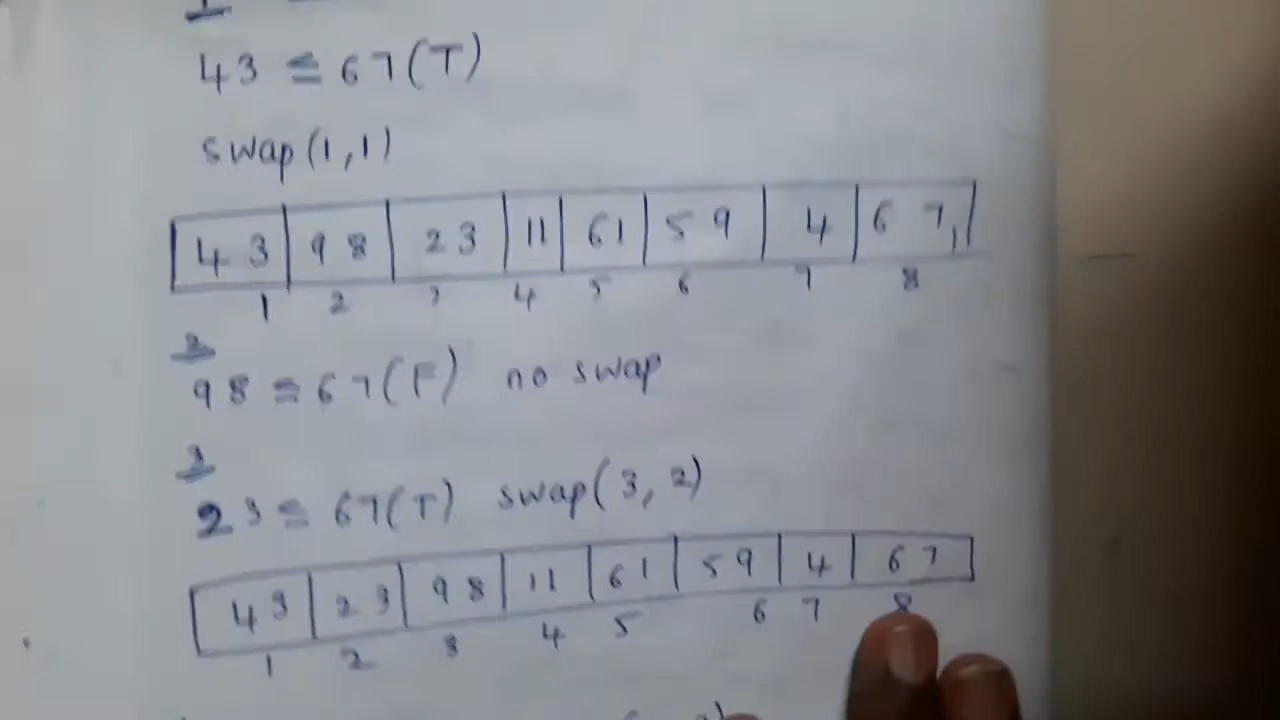 1
43 ≤ 67(T)
swap(1,1)
43 98 23 11 61 59 4 67
1 2 3 4 5 6 7 8
2
98 ≤ 67(F) no swap
3
23 ≤ 67(T) swap(3,2)
43 23 98 11 61 59 4 67
1 2 3 4 5 6 7 8